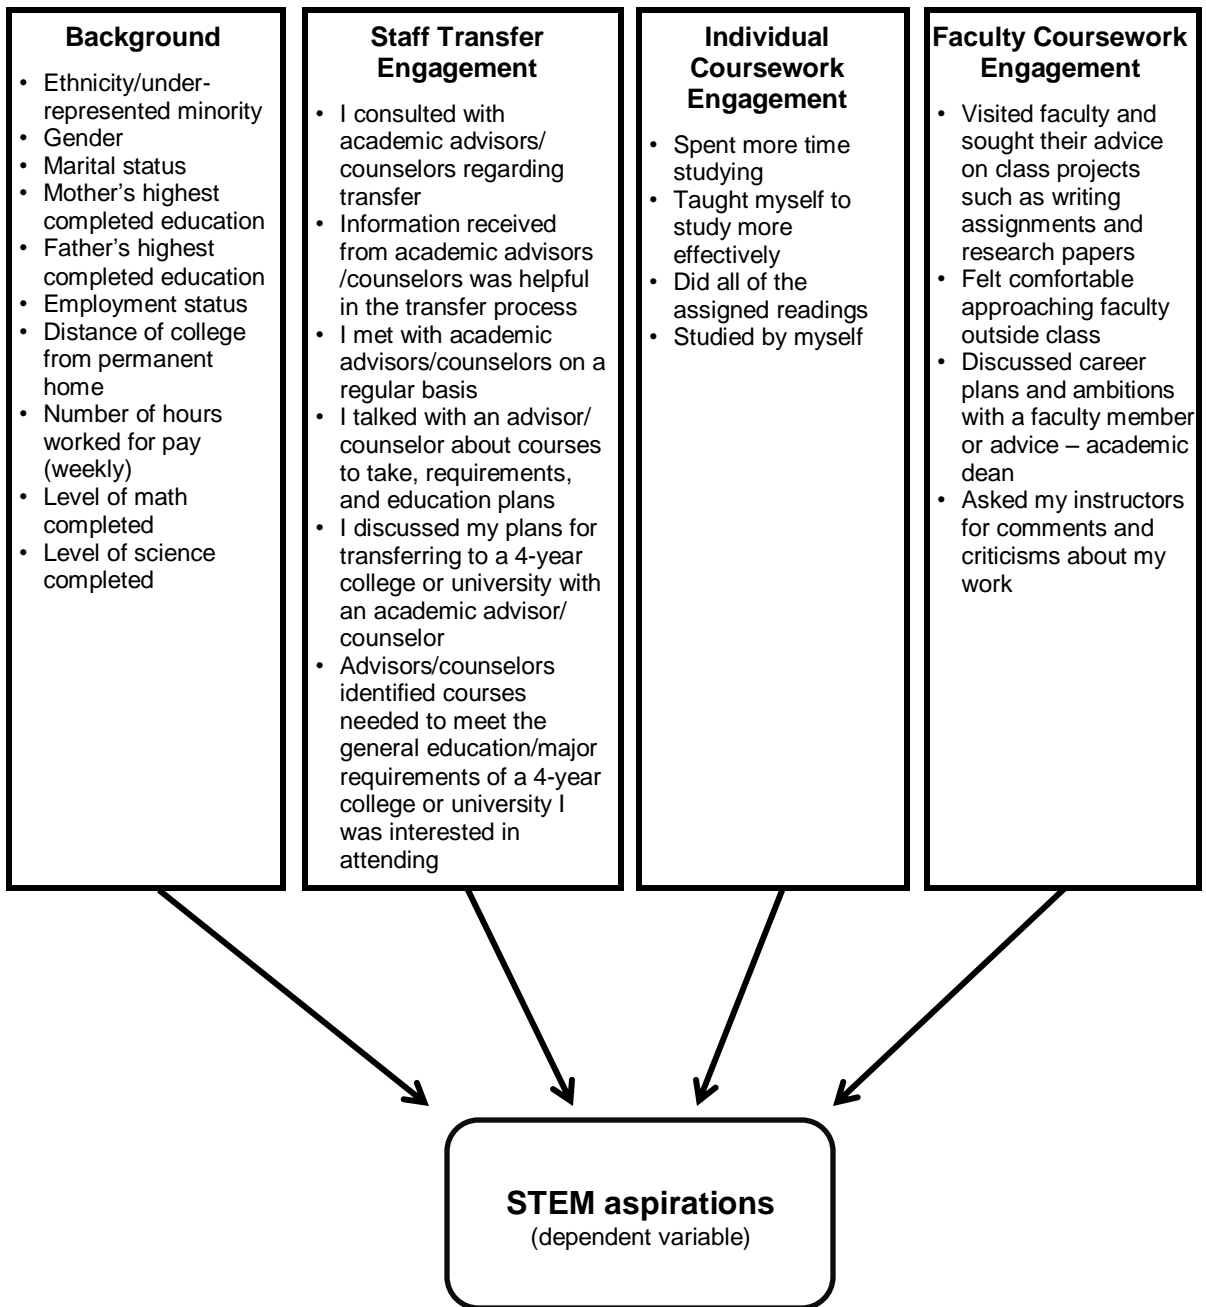 Background
• Ethnicity/under-
represented minority
• Gender
• Marital status
• Mother’s highest
completed education
• Father’s highest
completed education
• Employment status
• Distance of college
from permanent
home
• Number of hours
worked for pay
(weekly)
• Level of math
completed
• Level of science
completed
Staff Transfer
Engagement
• I consulted with
academic advisors/
counselors regarding
transfer
• Information received
from academic advisors
/counselors was helpful
in the transfer process
• I met with academic
advisors/counselors on a
regular basis
• I talked with an advisor/
counselor about courses
to take, requirements,
and education plans
• I discussed my plans for
transferring to a 4-year
college or university with
an academic advisor/
counselor
• Advisors/counselors
identified courses
needed to meet the
general education/major
requirements of a 4-year
college or university I
was interested in
attending
Individual
Coursework
Engagement
• Spent more time
studying
• Taught myself to
study more
effectively
• Did all of the
assigned readings
• Studied by myself
Faculty Coursework
Engagement
• Visited faculty and
sought their advice
on class projects
such as writing
assignments and
research papers
• Felt comfortable
approaching faculty
outside class
• Discussed career
plans and ambitions
with a faculty member
or advice – academic
dean
• Asked my instructors
for comments and
criticisms about my
work
STEM aspirations
(dependent variable)